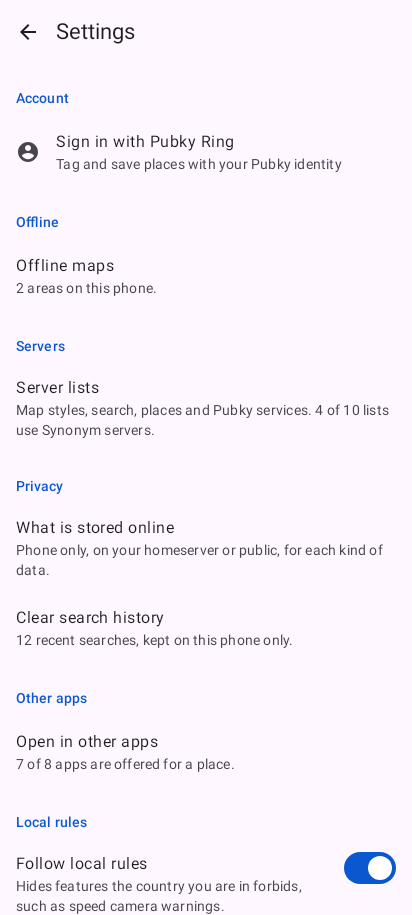 Settings
Account
Sign in with Pubky Ring
Tag and save places with your Pubky identity
Offline
Offline maps
2 areas on this phone.
Servers
Server lists
Map styles, search, places and Pubky services. 4 of 10 lists
use Synonym servers.
Privacy
What is stored online
Phone only, on your homeserver or public, for each kind of
data.
Clear search history
12 recent searches, kept on this phone only.
Other apps
Open in other apps
7 of 8 apps are offered for a place.
Local rules
Follow local rules
Hides features the country you are in forbids,
such as speed camera warnings.